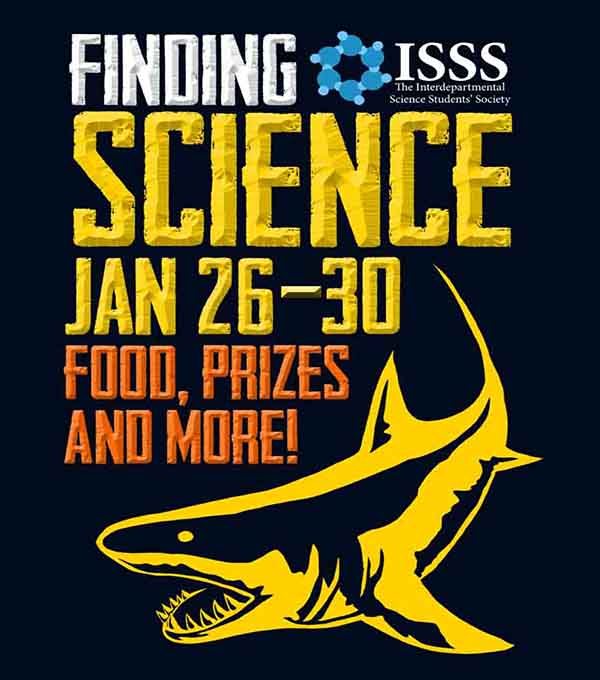 FINDING
ISSS
The Interdepartmental
Science Students' Society
SCIENCE
JAN 26-30
FOOD, PRIZES
AND MORE!